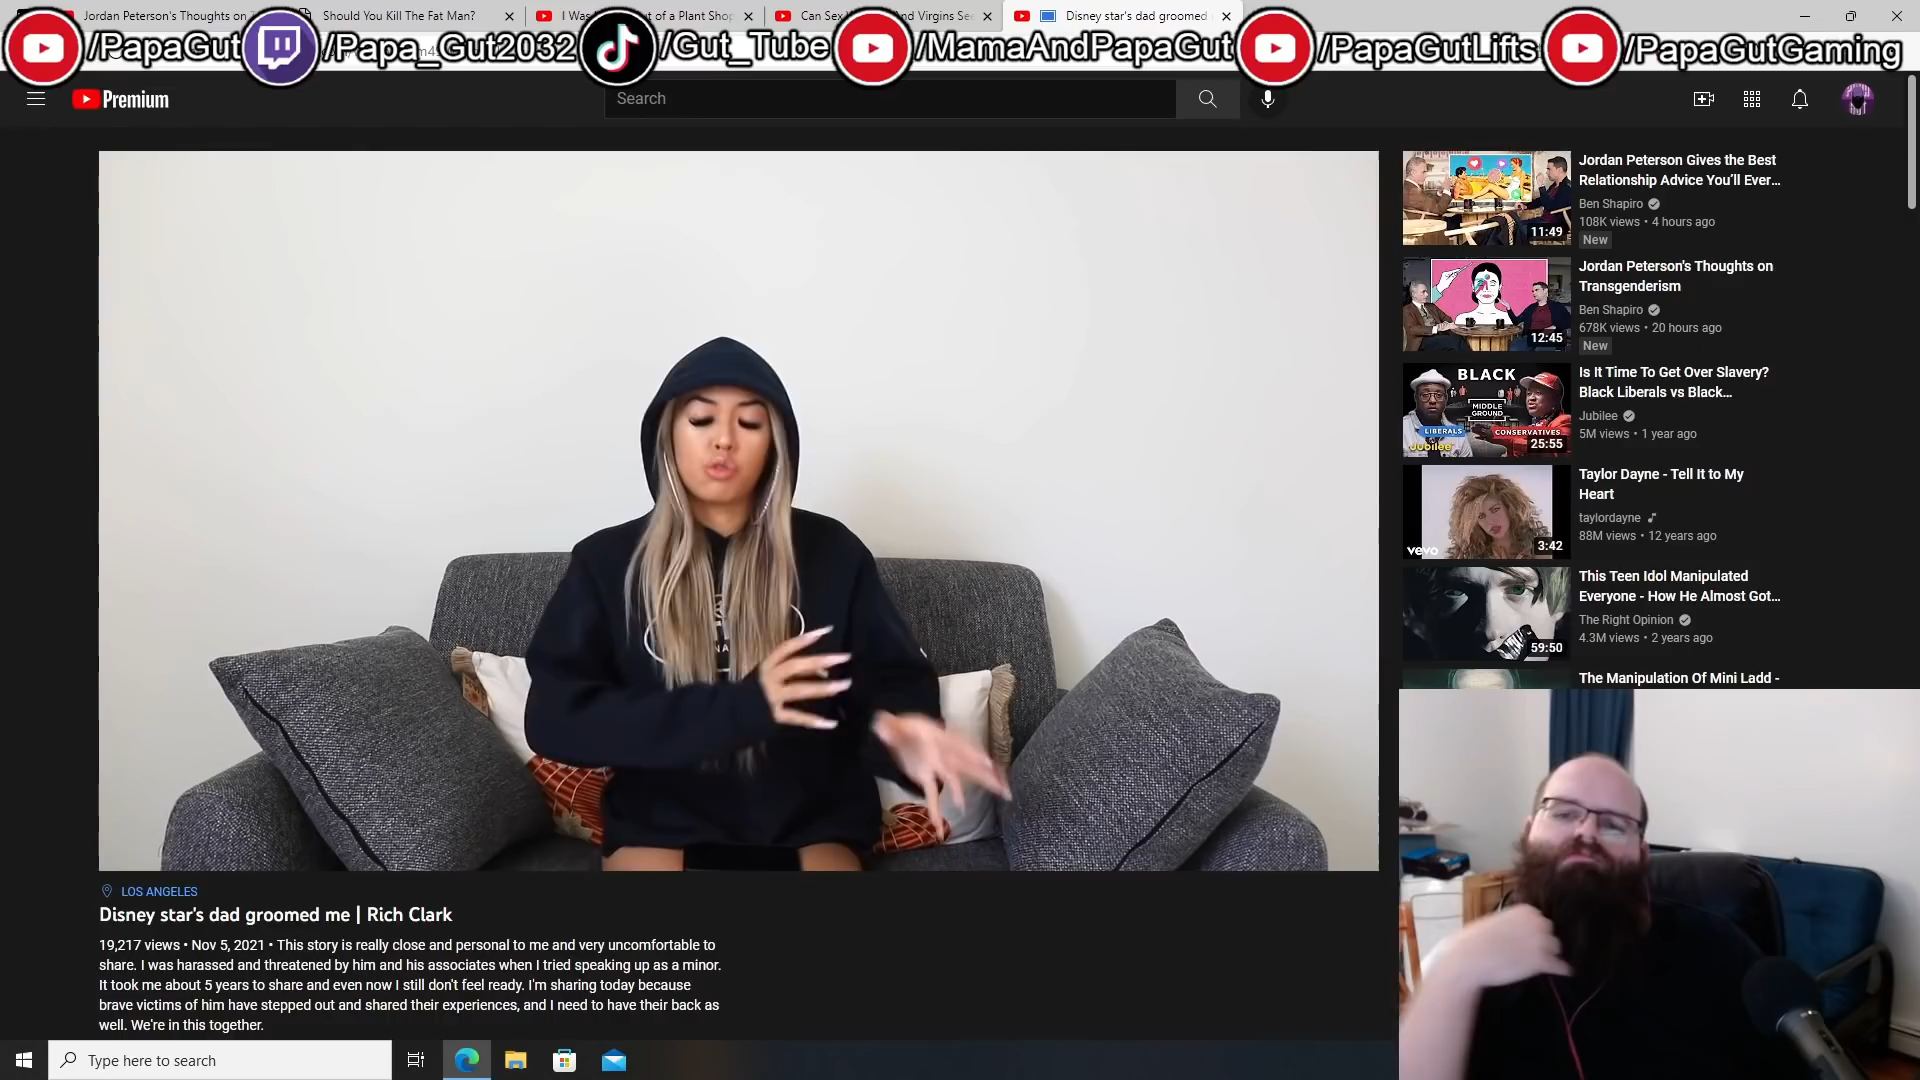 Jordan Peterson's Thoughts on
Should You Kill The Fat Man?
I Was
of a Plant Shop
Can Sex
And Virgins See
Disney star's dad groomed
/PapaGut
/Papa_Gut2032
/Gut_Tube
/MamaAndPapaGut
/PapaGutLifts
/PapaGutGaming
Premium
Search
Jordan Peterson Gives the Best
Relationship Advice You'll Ever...
Ben Shapiro
108K views • 4 hours ago
New
11:49
Jordan Peterson's Thoughts on
Transgenderism
Ben Shapiro
678K views • 20 hours ago
New
12:45
BLACK
MIDDLE
GROUND
LIBERALS
CONSERVATIVES
Jubilee
25:55
Is It Time To Get Over Slavery?
Black Liberals vs Black...
Jubilee
5M views • 1 year ago
vevo
3:42
Taylor Dayne - Tell It to My
Heart
taylordayne
88M views • 12 years ago
59:50
This Teen Idol Manipulated
Everyone - How He Almost Got...
The Right Opinion
4.3M views • 2 years ago
The Manipulation Of Mini Ladd -
LOS ANGELES
Disney star's dad groomed me | Rich Clark
19,217 views • Nov 5, 2021 • This story is really close and personal to me and very uncomfortable to
share. I was harassed and threatened by him and his associates when I tried speaking up as a minor.
It took me about 5 years to share and even now I still don't feel ready. I'm sharing today because
brave victims of him have stepped out and shared their experiences, and I need to have their back as
well. We're in this together.
Type here to search